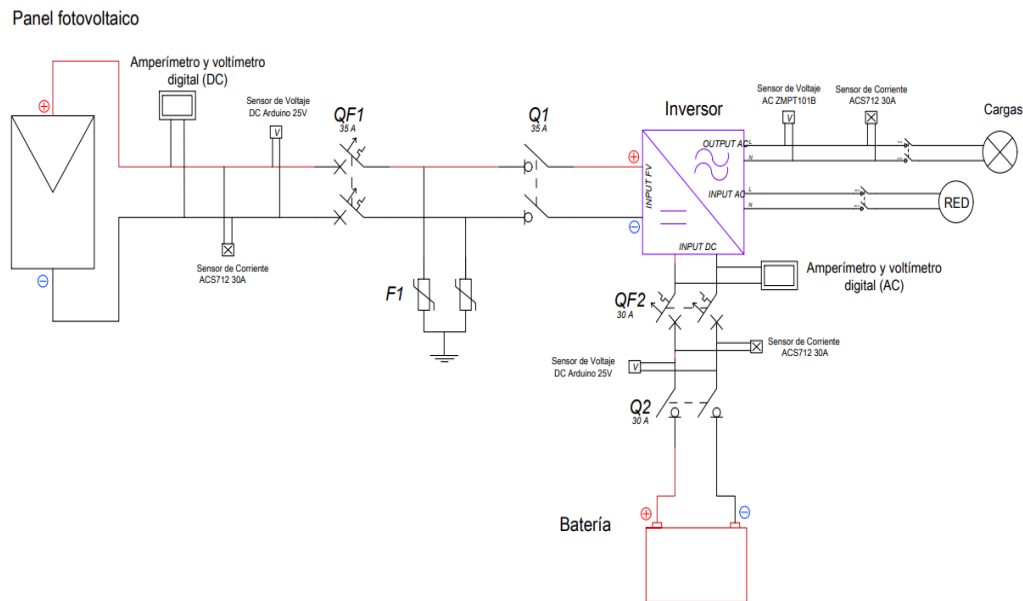 Panel fotovoltaico
Amperímetro y voltímetro
digital (DC)
Sensor de Voltaje
DC Arduino 25V
V
QF1
35 A
Q1
35 A
Inversor
Sensor de Voltaje
AC ZMPT101B
V
Sensor de Corriente
ACS712 30A
Cargas
OUTPUT AC
L
N
INPUT FV
INPUT AC
L
N
RED
INPUT DC
Sensor de Corriente
ACS712 30A
F1
Amperímetro y voltímetro
digital (AC)
QF2
30 A
Sensor de Corriente
ACS712 30A
Sensor de Voltaje
DC Arduino 25V
V
Q2
30 A
Batería